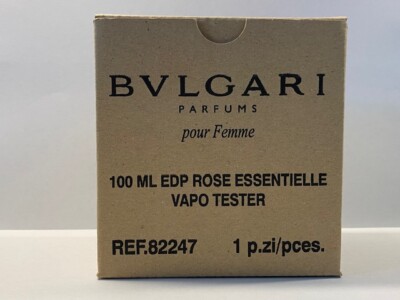 BVLGARI
PARFUMS
pour Femme
100 ML EDP ROSE ESSENTIELLE
VAPO TESTER
REF.82247 1 p.zi/pces.